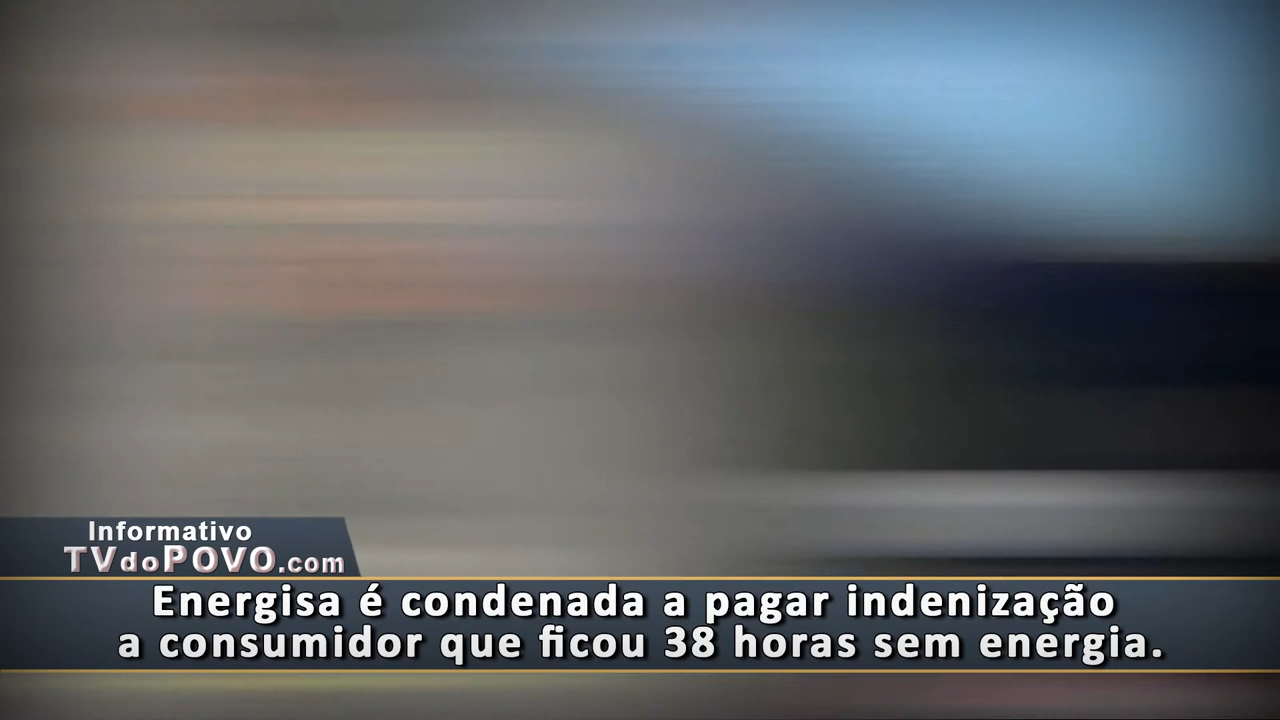 Informativo
TVdoPOVO.com
Energisa é condenada a pagar indenização
a consumidor que ficou 38 horas sem energia.